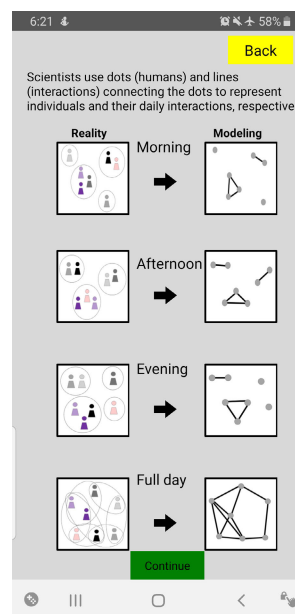 6:21
58%
Back
Scientists use dots (humans) and lines
(interactions) connecting the dots to represent
individuals and their daily interactions, respective
Reality
Modeling
Morning
Afternoon
Evening
Full day
Continue